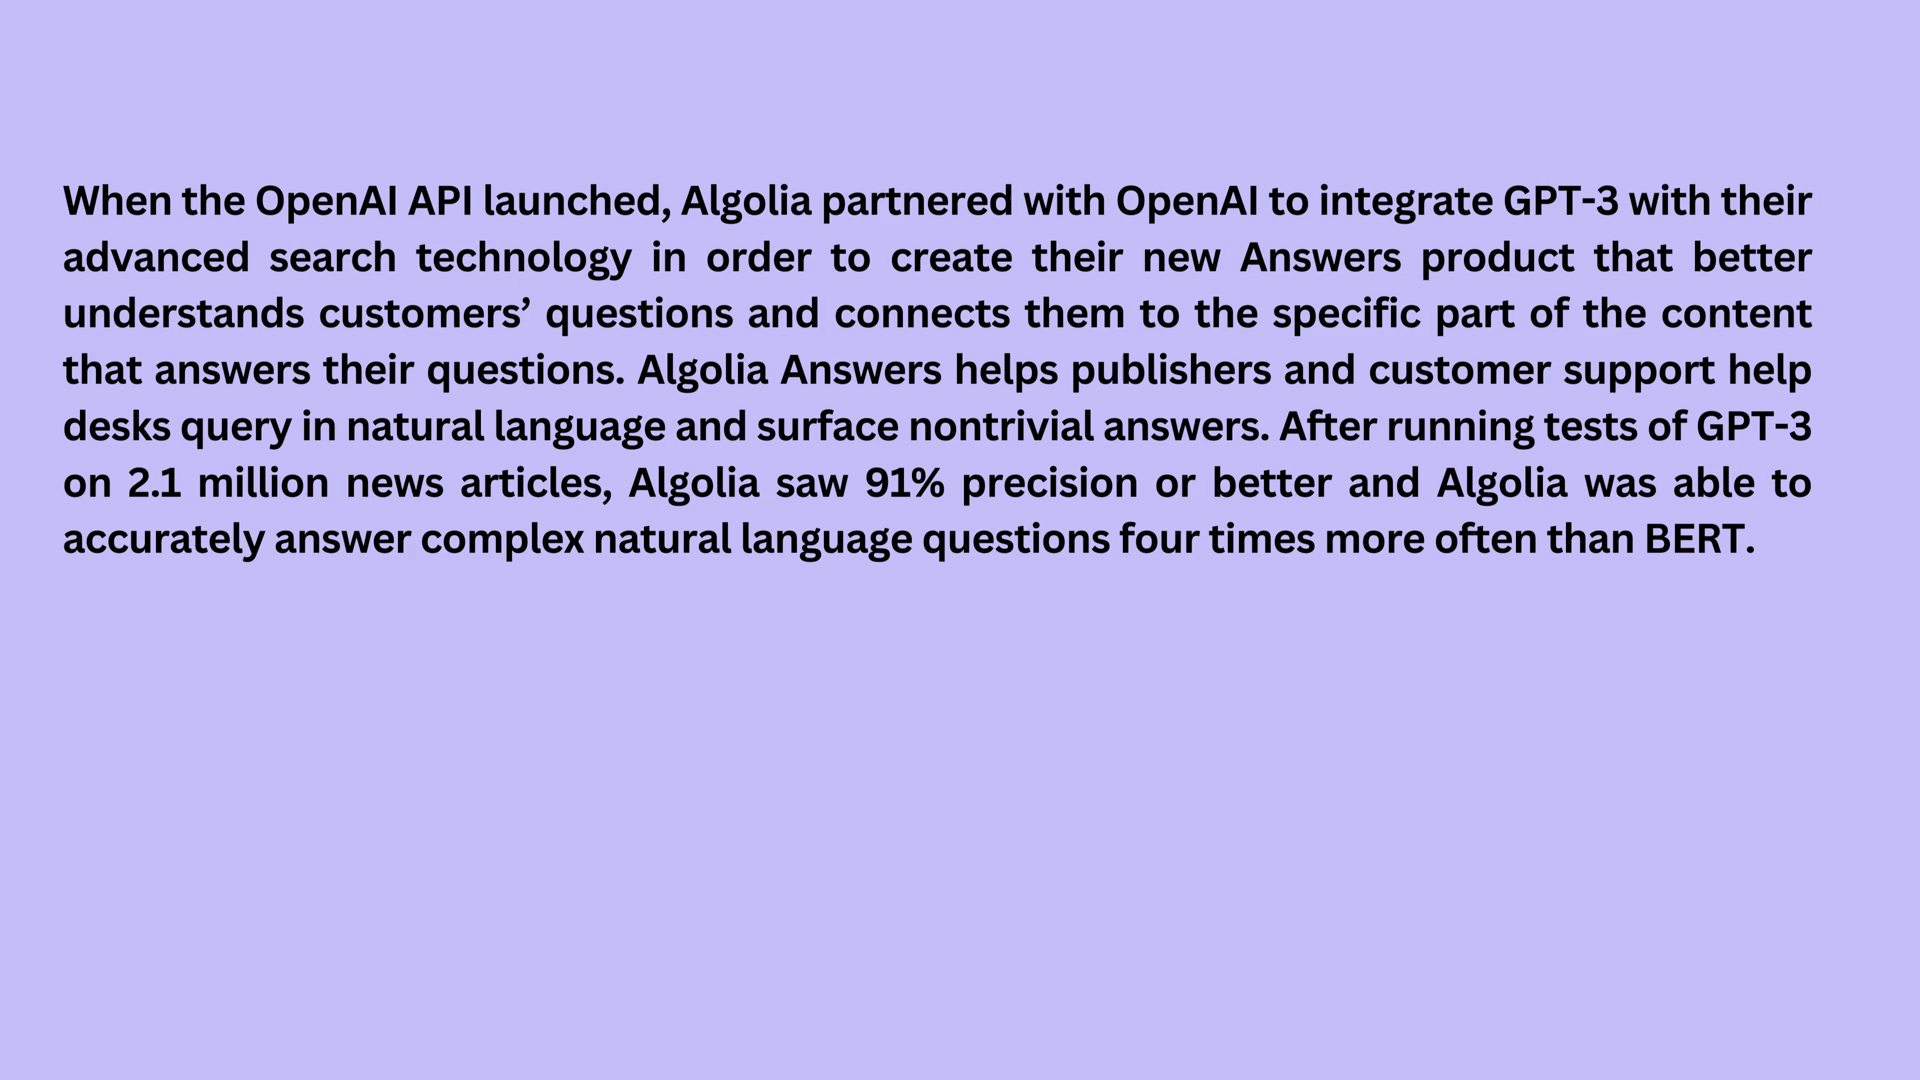 When the OpenAI API launched, Algolia partnered with OpenAI to integrate GPT-3 with their
advanced search technology in order to create their new Answers product that better
understands customers’ questions and connects them to the specific part of the content
that answers their questions. Algolia Answers helps publishers and customer support help
desks query in natural language and surface nontrivial answers. After running tests of GPT-3
on 2.1 million news articles, Algolia saw 91% precision or better and Algolia was able to
accurately answer complex natural language questions four times more often than BERT.